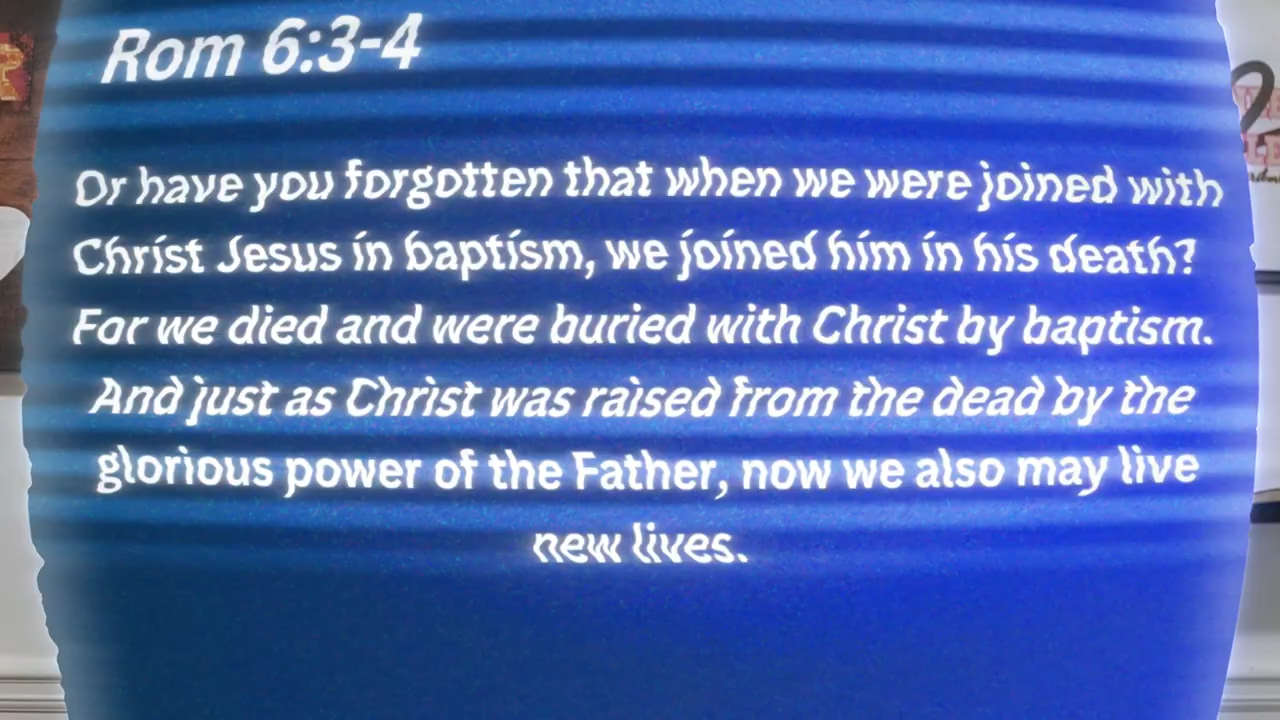 Rom 6:3-4
Or have you forgotten that when we were joined with
Christ Jesus in baptism, we joined him in his death?
For we died and were buried with Christ by baptism.
And just as Christ was raised from the dead by the
glorious power of the Father, now we also may live
new lives.